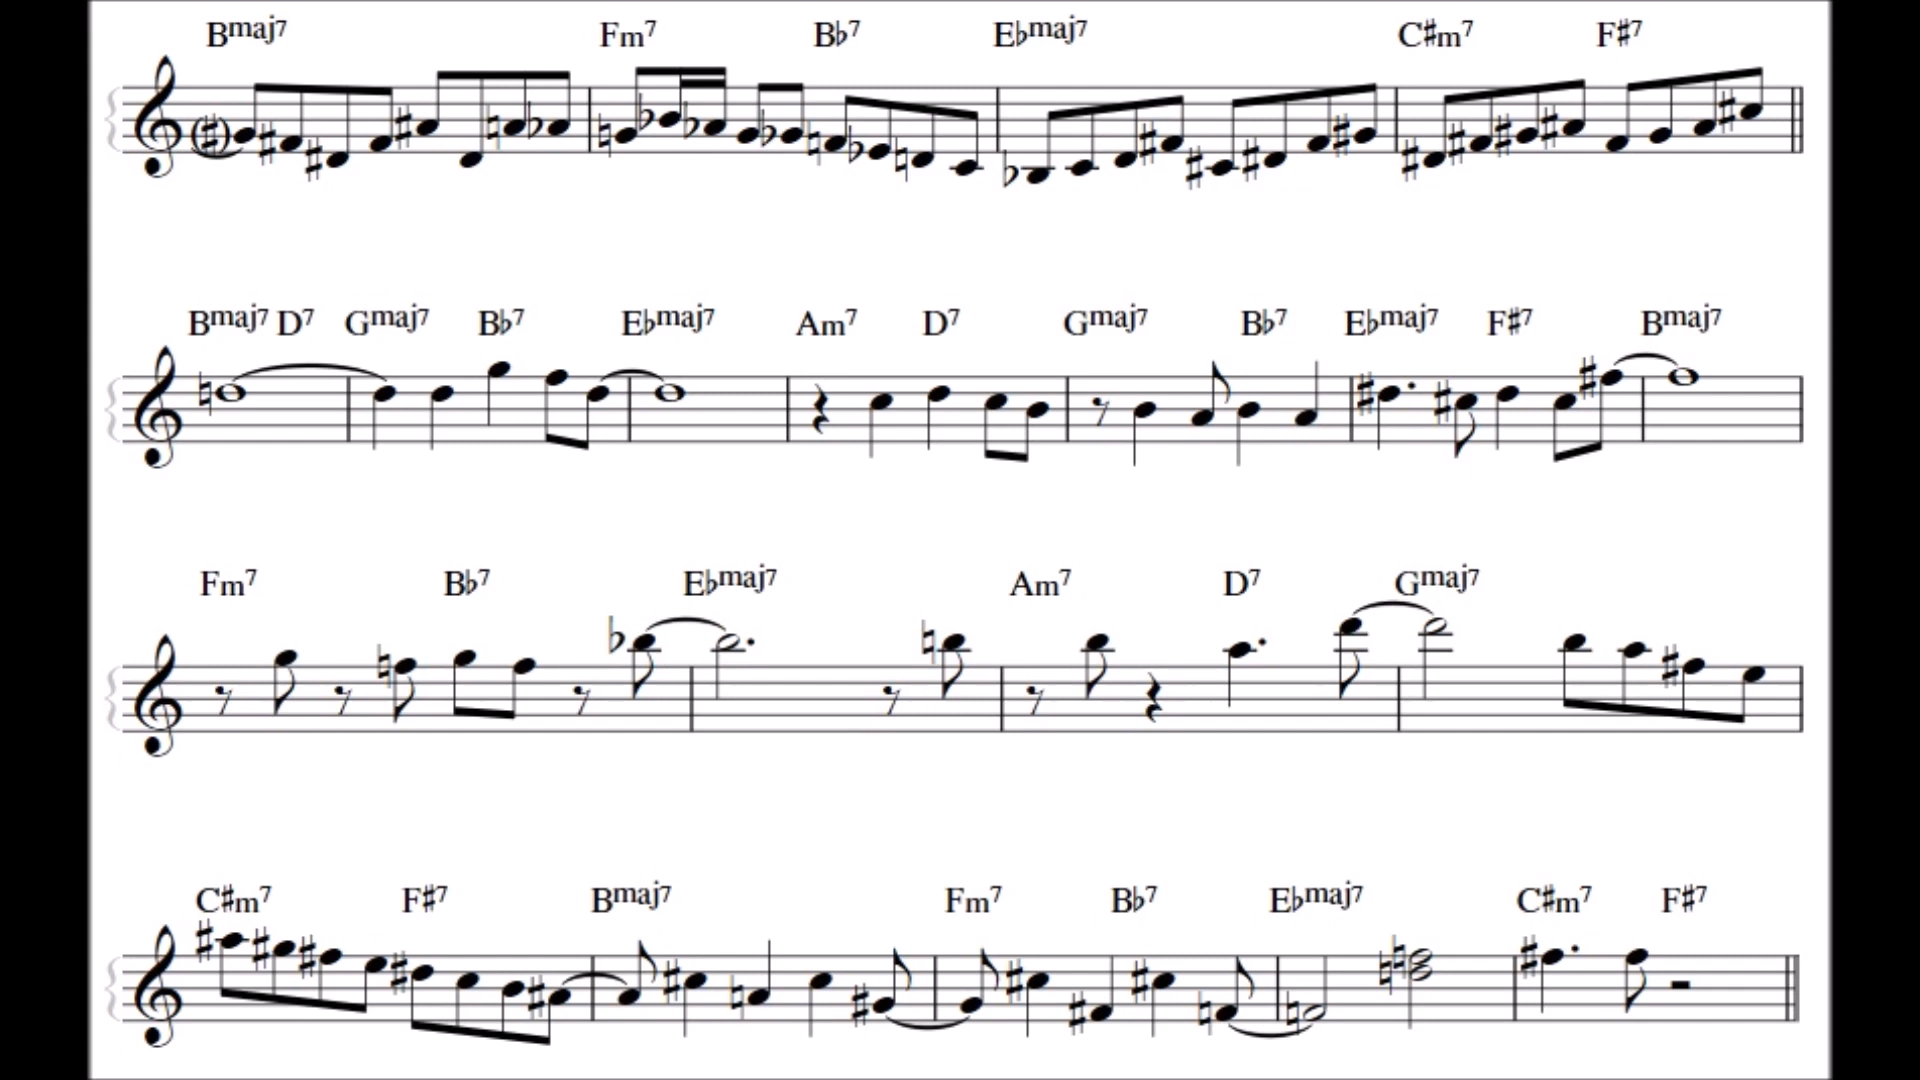 Bmaj7 Fm7 B♭7 E♭maj7 C♯m7 F♯7
Bmaj7 D7 Gmaj7 B♭7 E♭maj7 Am7 D7 Gmaj7 B♭7 E♭maj7 F♯7 Bmaj7
Fm7 B♭7 E♭maj7 Am7 D7 Gmaj7
C♯m7 F♯7 Bmaj7 Fm7 B♭7 E♭maj7 C♯m7 F♯7